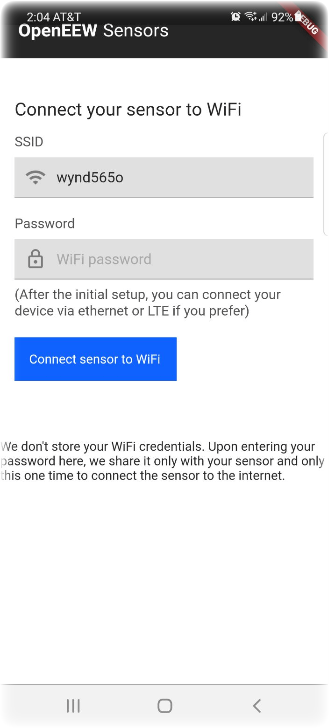 2:04 AT&T 92%
DEBUG
OpenEEW Sensors
Connect your sensor to WiFi
SSID
wynd565o
Password
WiFi password
(After the initial setup, you can connect your
device via ethernet or LTE if you prefer)
Connect sensor to WiFi
We don't store your WiFi credentials. Upon entering your
password here, we share it only with your sensor and only
this one time to connect the sensor to the internet.